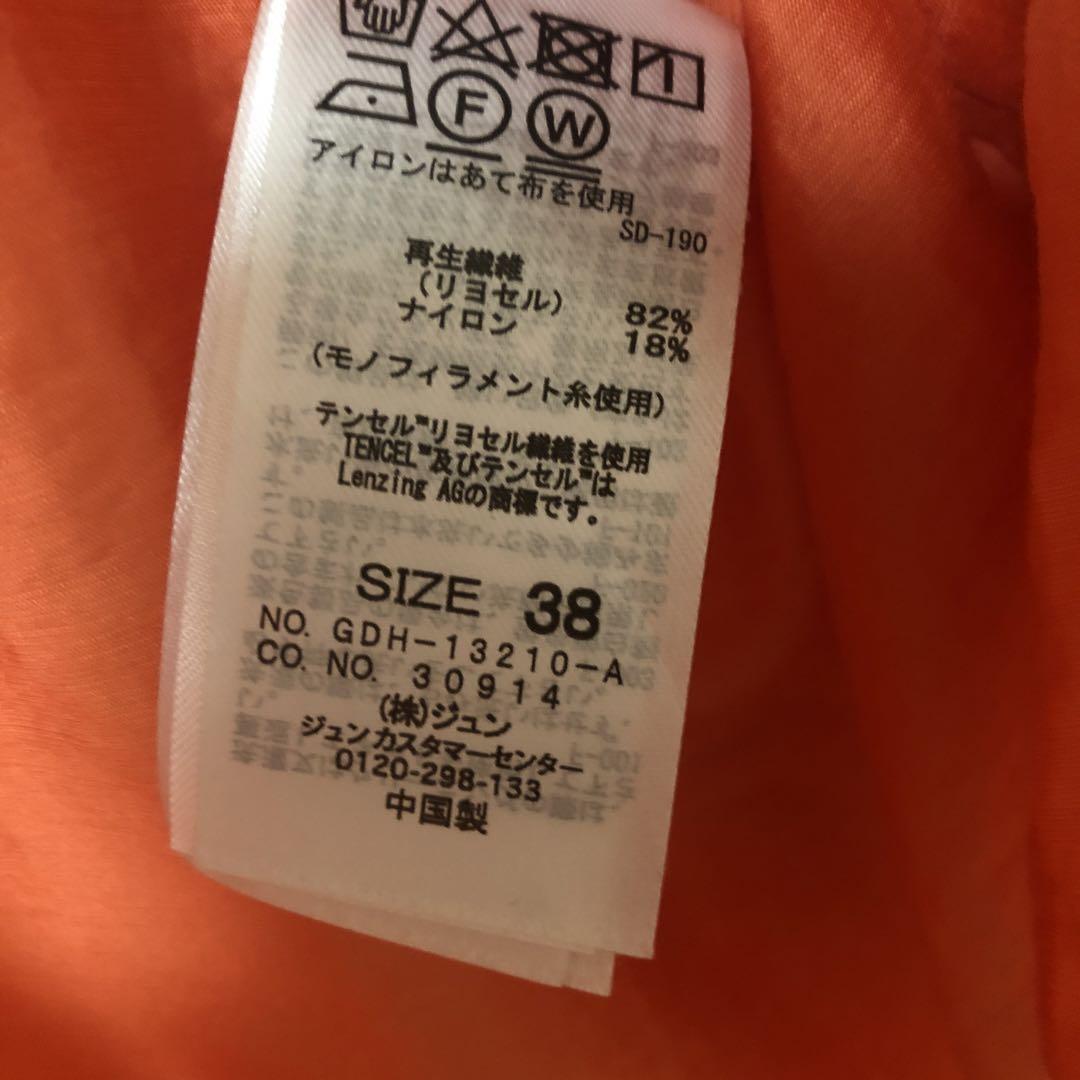 F W
アイロンはあて布を使用
SD-190
再生繊維
(リヨセル) 82%
ナイロン 18%
(モノフィラメント糸使用)
テンセル™リヨセル繊維を使用
TENCEL™及びテンセル™は
Lenzing AGの商標です。
SIZE 38
NO. GDH-13210-A
CO. NO. 30914
(株)ジュン
ジュンカスタマーセンター
0120-298-133
中国製